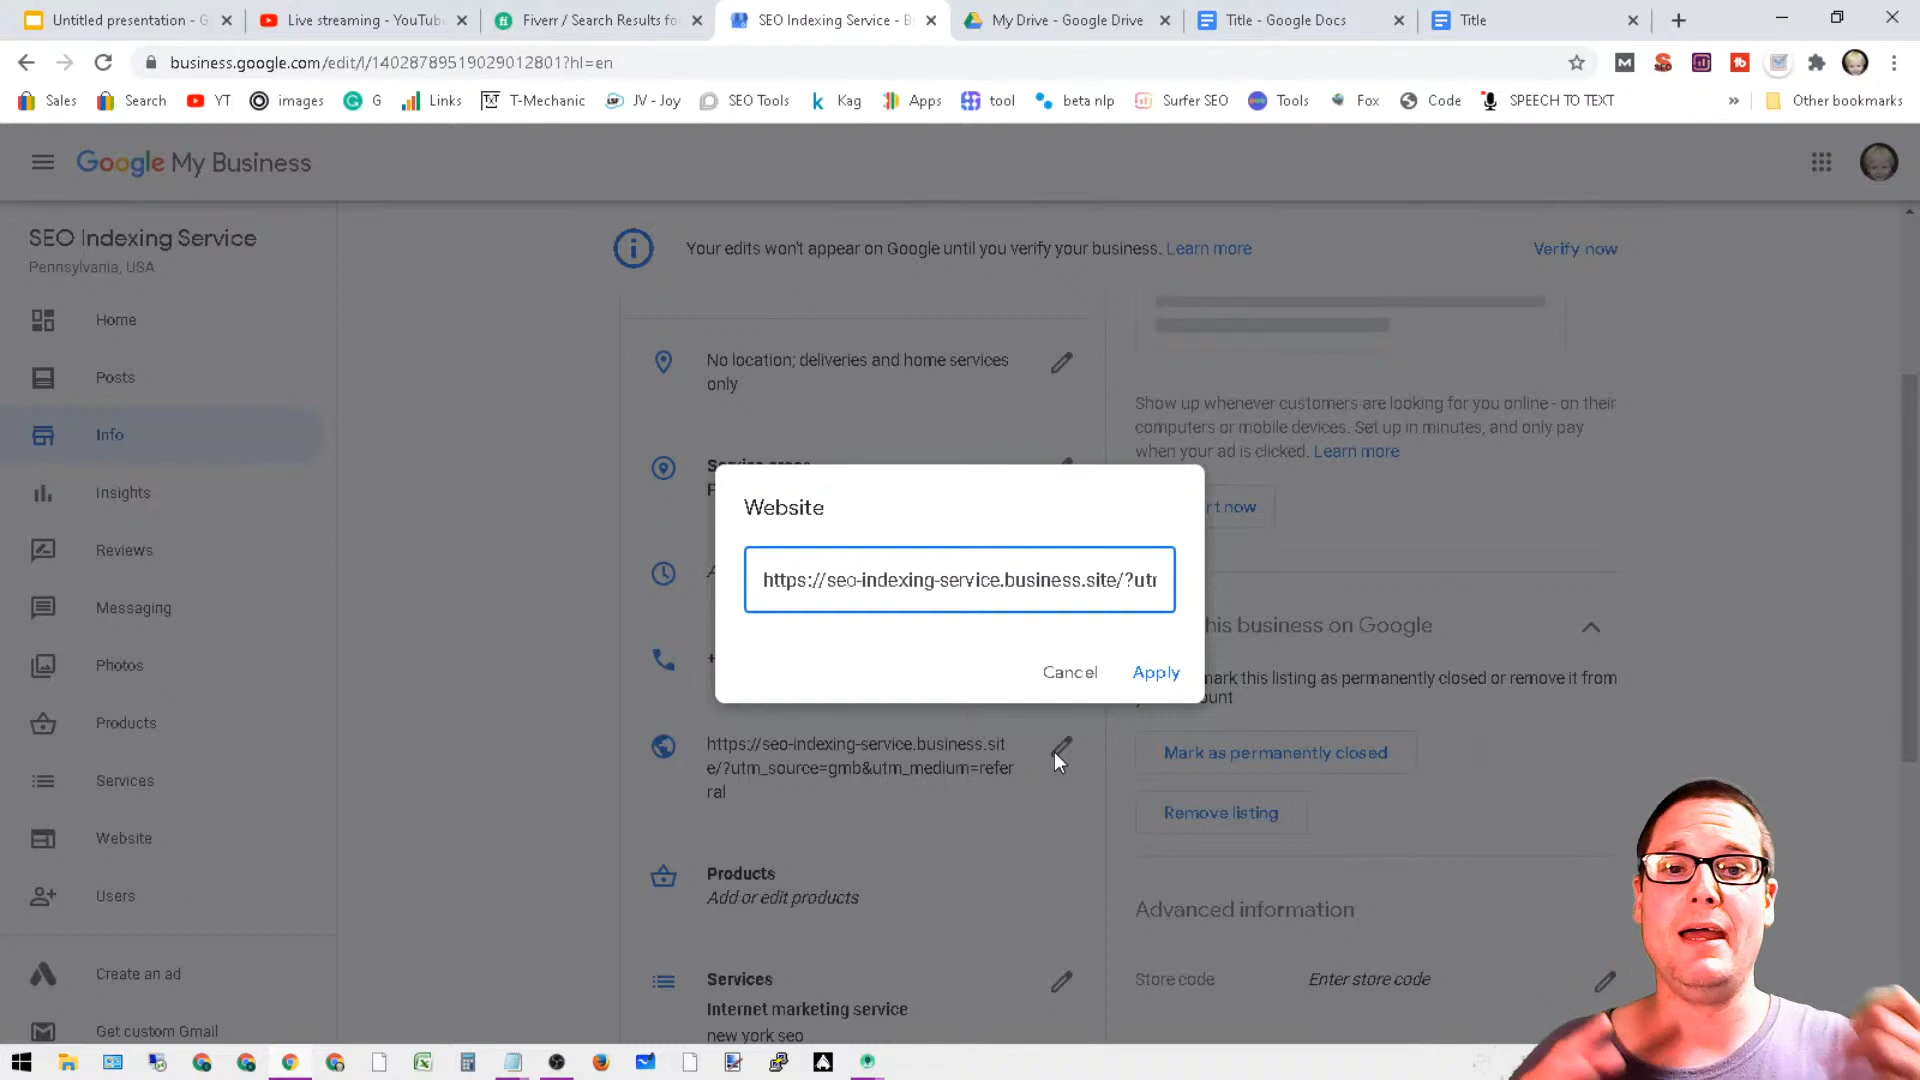 Untitled presentation - G
Live streaming - YouTube
Fiverr / Search Results fo
SEO Indexing Service - B
My Drive - Google Drive
Title - Google Docs
Title
business.google.com/edit/l/14028789519029012801?hl=en
Sales
Search
YT
images
G
Links
T-Mechanic
JV - Joy
SEO Tools
Kag
Apps
tool
beta nlp
Surfer SEO
Tools
Fox
Code
SPEECH TO TEXT
Other bookmarks
Google My Business
SEO Indexing Service
Pennsylvania, USA
Home
Posts
Info
Insights
Reviews
Messaging
Photos
Products
Services
Website
Users
Create an ad
Get custom Gmail
Your edits won't appear on Google until you verify your business. Learn more
Verify now
No location; deliveries and home services
only
Website
https://seo-indexing-service.business.site/?utm
Cancel
Apply
https://seo-indexing-service.business.sit
e/?utm_source=gmb&utm_medium=refer
ral
Products
Add or edit products
Services
Internet marketing service
new york seo
Show up whenever customers are looking for you online - on their
computers or mobile devices. Set up in minutes, and only pay
when your ad is clicked. Learn more
rt now
his business on Google
mark this listing as permanently closed or remove it from
ount
Mark as permanently closed
Remove listing
Advanced information
Store code
Enter store code